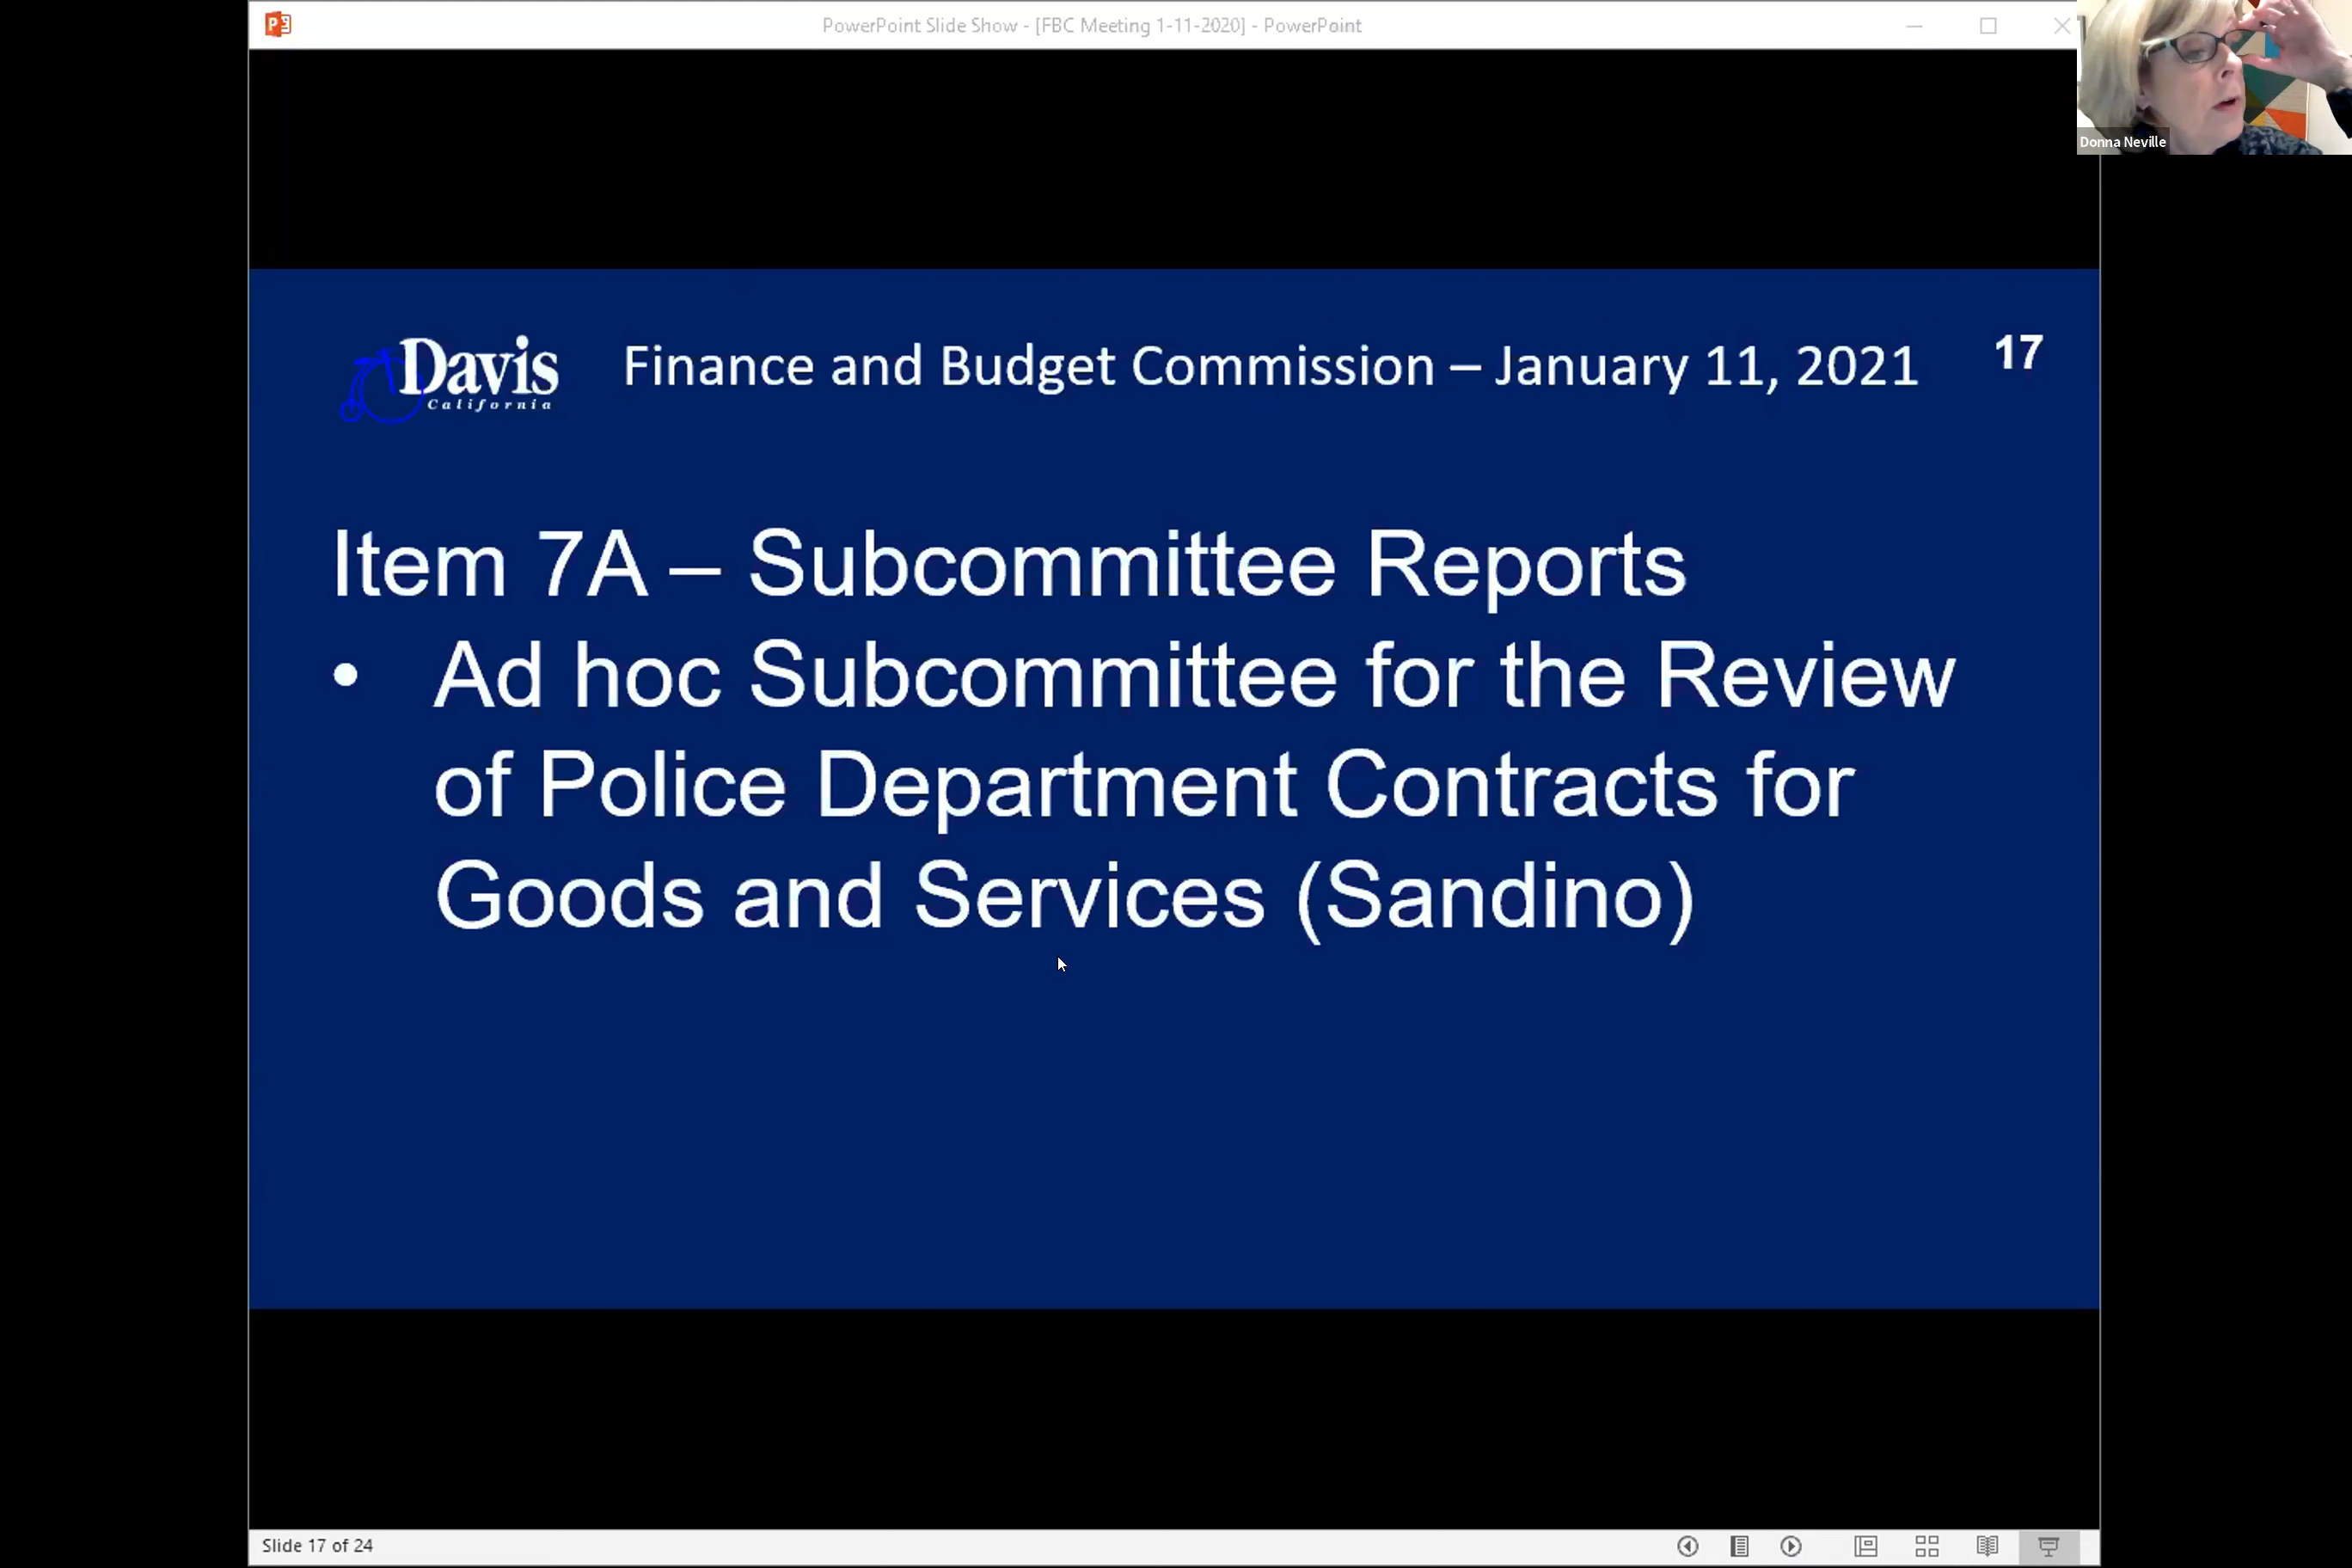 PowerPoint Slide Show - [FBC Meeting 1-11-2020] - PowerPoint
Donna Neville
Davis
California
Finance and Budget Commission – January 11, 2021
17
Item 7A – Subcommittee Reports
• Ad hoc Subcommittee for the Review
of Police Department Contracts for
Goods and Services (Sandino)
Slide 17 of 24